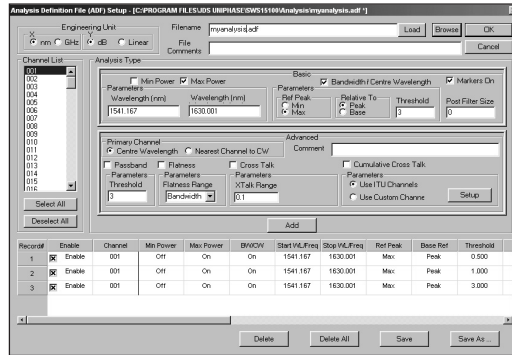 Analysis Definition File (ADF) Setup - [C:\PROGRAM FILES\JDS UNIPHASE\SWS15100\Analysis\myanalysis.adf *]
Engineering Unit
X
nm GHz
Y
dB Linear
Filename myanalysis.adf Load Browse OK
File Comments Cancel
Channel List
001
002
003
004
005
006
007
008
009
010
011
012
013
014
015
016
Select All
Deselect All
Analysis Type
Basic
Min Power Max Power Bandwidth / Centre Wavelength Markers On
Parameters
Wavelength (nm) Wavelength (nm)
1541.167 1630.001
Parameters
Ref Peak
Min
Max
Relative To
Peak
Base
Threshold
3
Post Filter Size
0
Advanced
Primary Channel
Centre Wavelength Nearest Channel to CW
Comment
Passband Flatness Cross Talk Cumulative Cross Talk
Parameters
Threshold
3
Parameters
Flatness Range
Bandwidth
Parameters
XTalk Range
0.1
Parameters
Use ITU Channels
Use Custom Channe
Setup
Add
Record# Enable Channel Min Power Max Power BW/CW Start WL/Freq Stop WL/Freq Ref Peak Base Ref Threshold
1 Enable 001 Off On On 1541.167 1630.001 Max Peak 0.500
2 Enable 001 Off On On 1541.167 1630.001 Max Peak 1.000
3 Enable 001 Off On On 1541.167 1630.001 Max Peak 3.000
Delete Delete All Save Save As ...